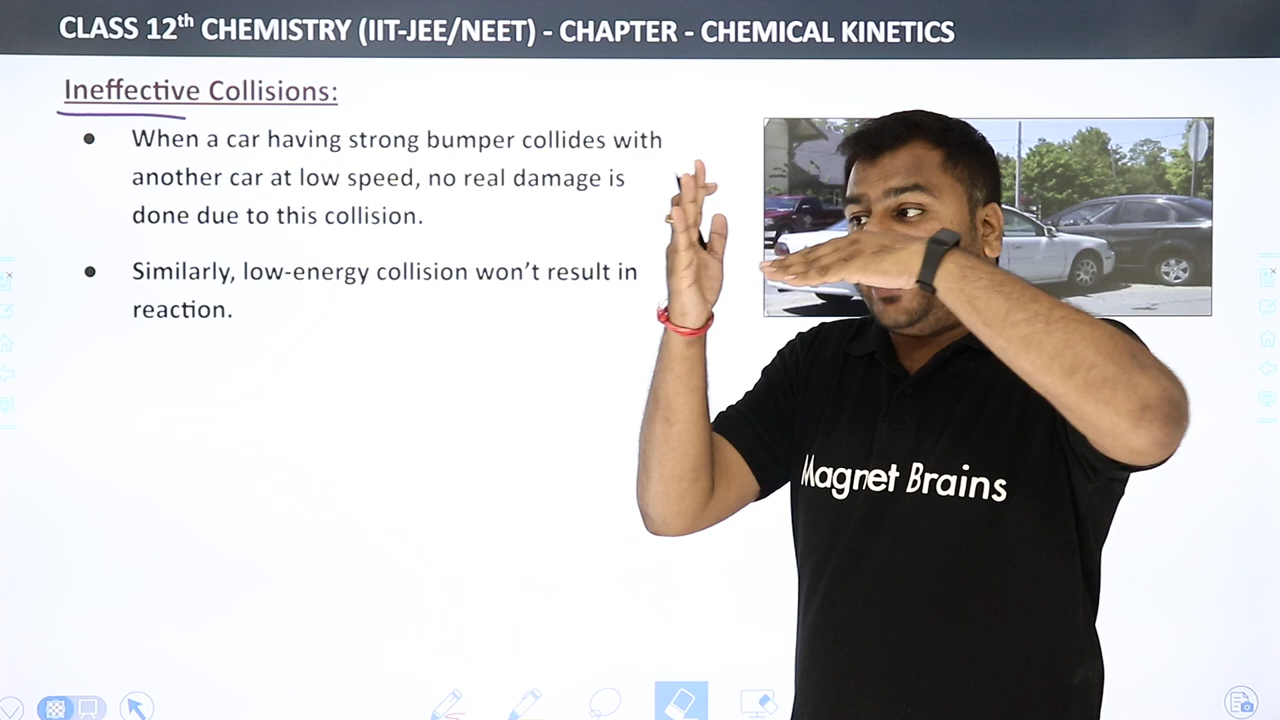 CLASS 12th CHEMISTRY (IIT-JEE/NEET) - CHAPTER - CHEMICAL KINETICS
Ineffective Collisions:
● When a car having strong bumper collides with
another car at low speed, no real damage is
done due to this collision.
● Similarly, low-energy collision won’t result in
reaction.
Magnet Brains